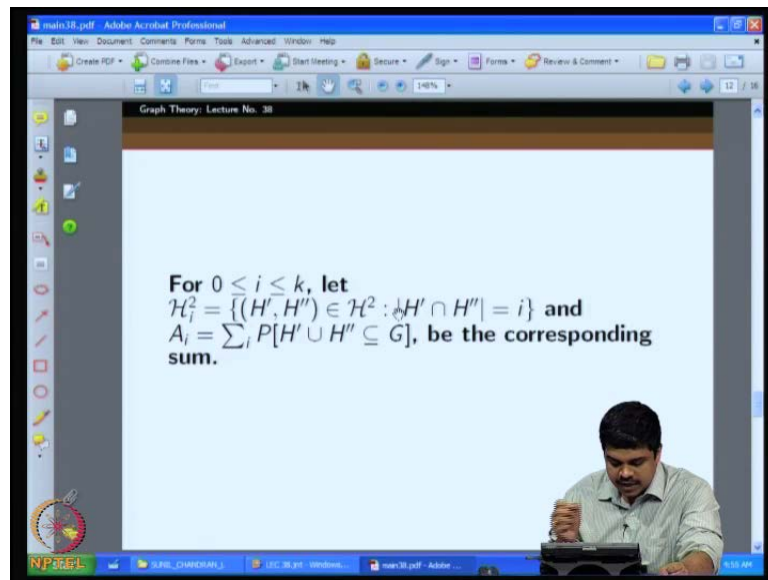 main38.pdf - Adobe Acrobat Professional
File Edit View Document Comments Forms Tools Advanced Window Help
Create PDF Combine Files Export Start Meeting Secure Sign Forms Review & Comment
148% 12 / 16
Graph Theory: Lecture No. 38
For 0 ≤ i ≤ k, let
ℋ²ᵢ = {(H′, H″) ∈ ℋ² : |H′ ∩ H″| = i} and
Aᵢ = ∑ᵢ P[H′ ∪ H″ ⊆ G], be the corresponding
sum.
NPTEL SUNIL_CHANDRAN_L LEC 38.jnt - Windows... main38.pdf - Adobe ... 9:55 AM